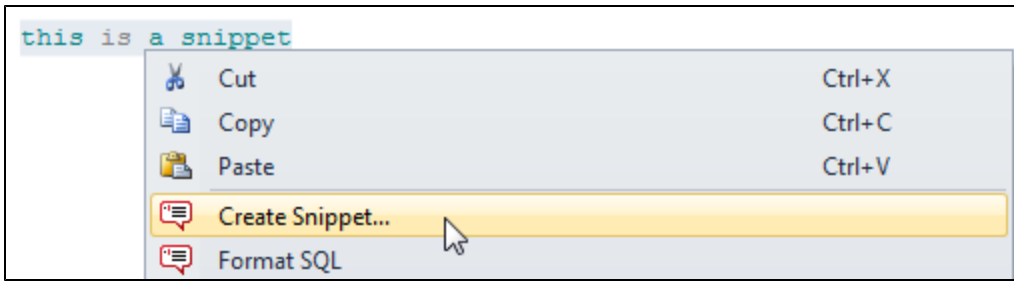 this is a snippet
Cut Ctrl+X
Copy Ctrl+C
Paste Ctrl+V
Create Snippet...
Format SQL